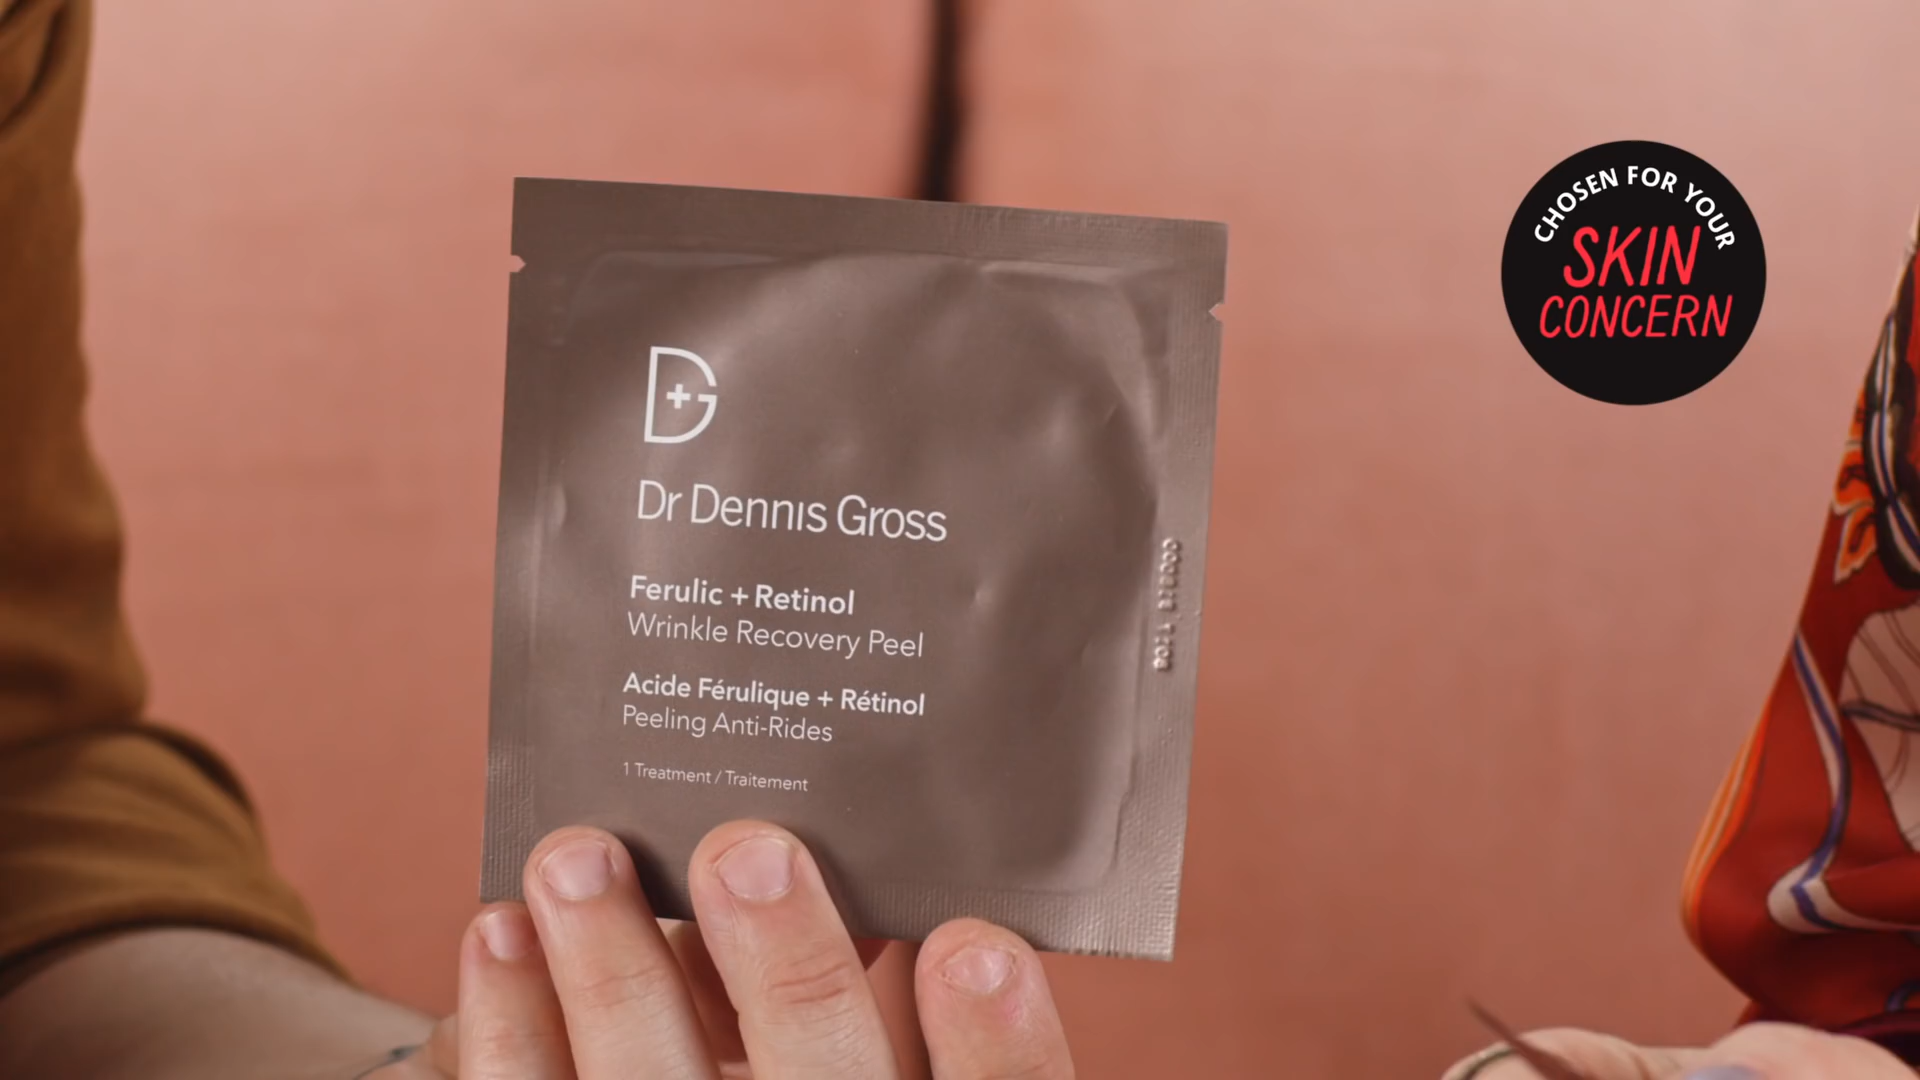 Dr Dennis Gross
Ferulic + Retinol
Wrinkle Recovery Peel
Acide Férulique + Rétinol
Peeling Anti-Rides
1 Treatment / Traitement
CHOSEN FOR YOUR
SKIN
CONCERN